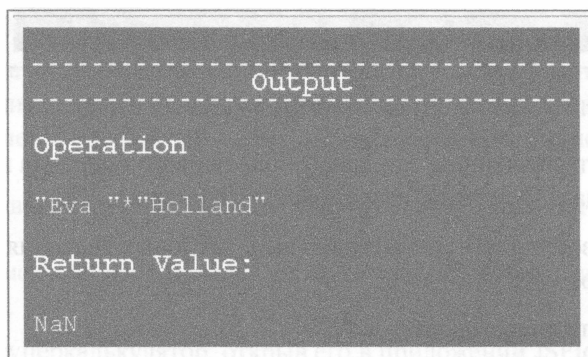 Output
Operation
"Eva "*"Holland"
Return Value:
NaN